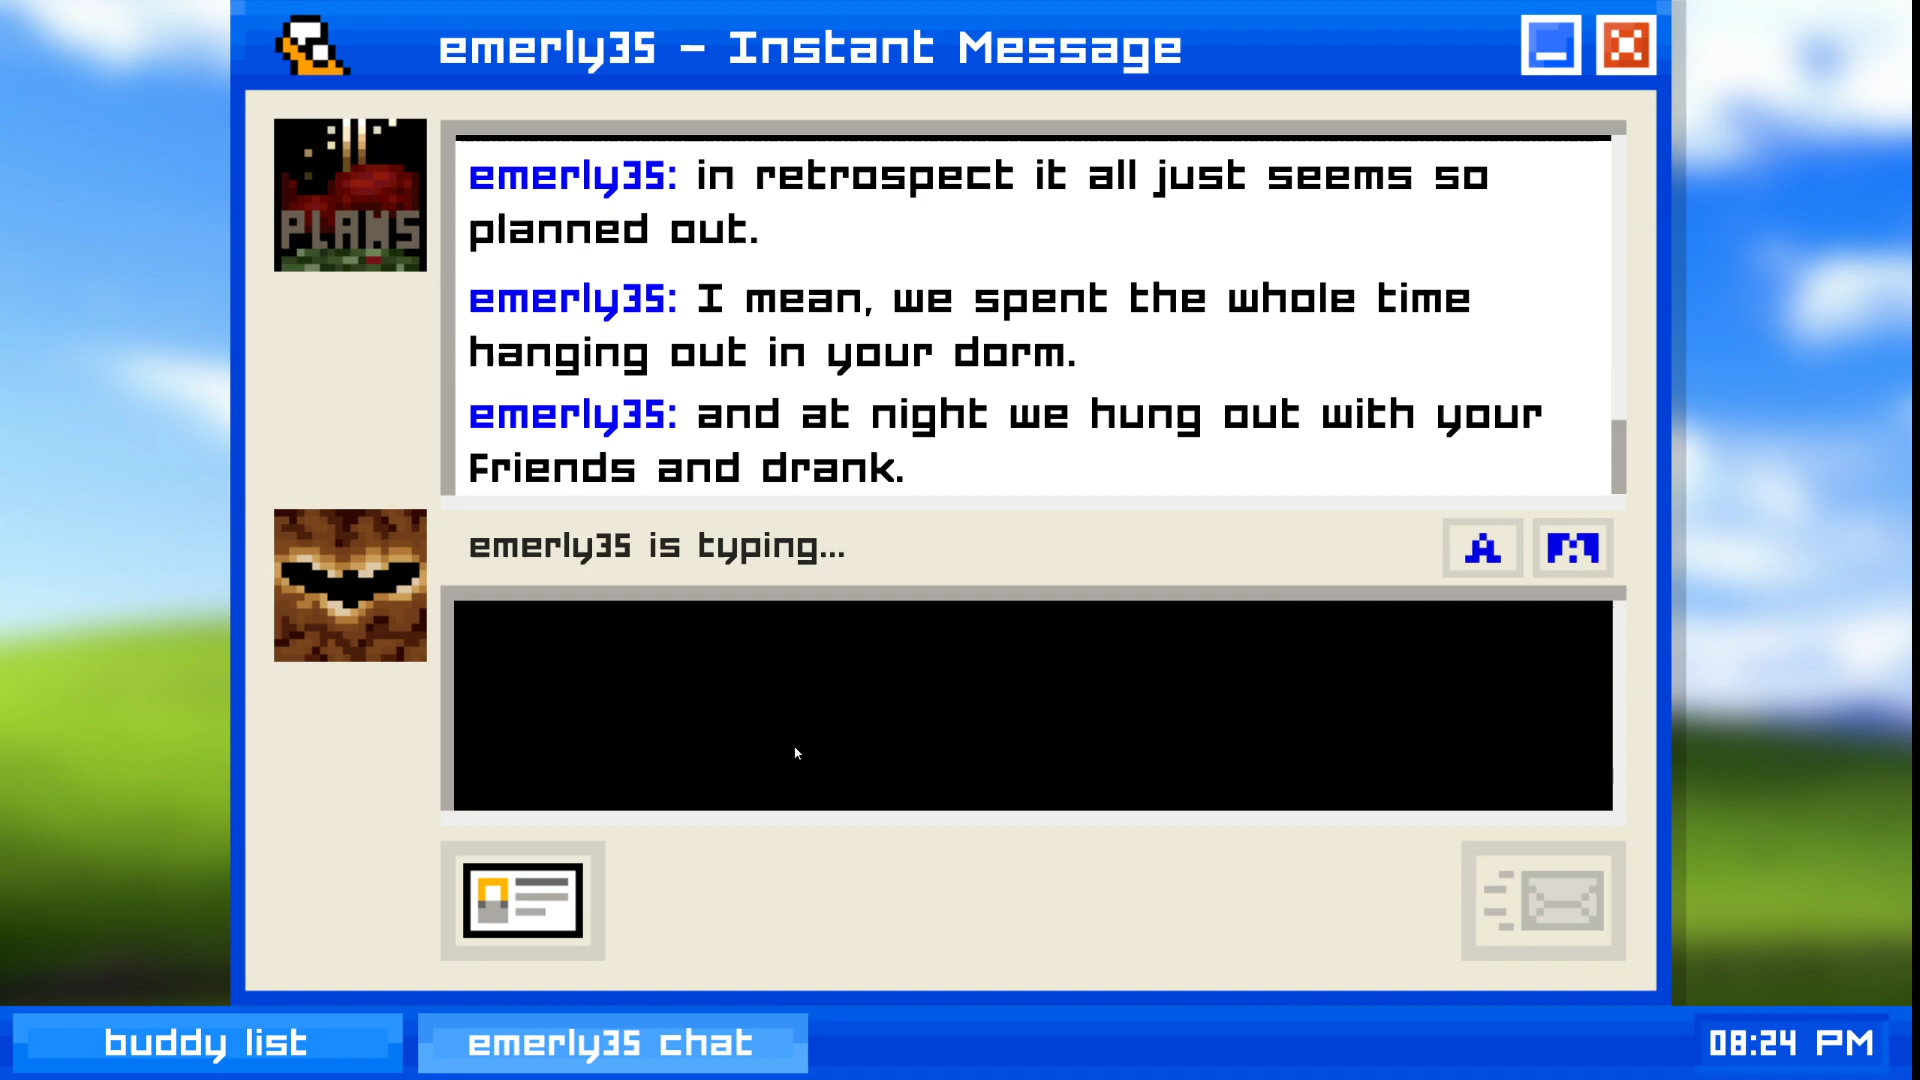 emerly35 - Instant Message
PLANS
emerly35: in retrospect it all just seems so
planned out.
emerly35: I mean, we spent the whole time
hanging out in your dorm.
emerly35: and at night we hung out with your
friends and drank.
emerly35 is typing...
A
buddy list
emerly35 chat
08:24 PM